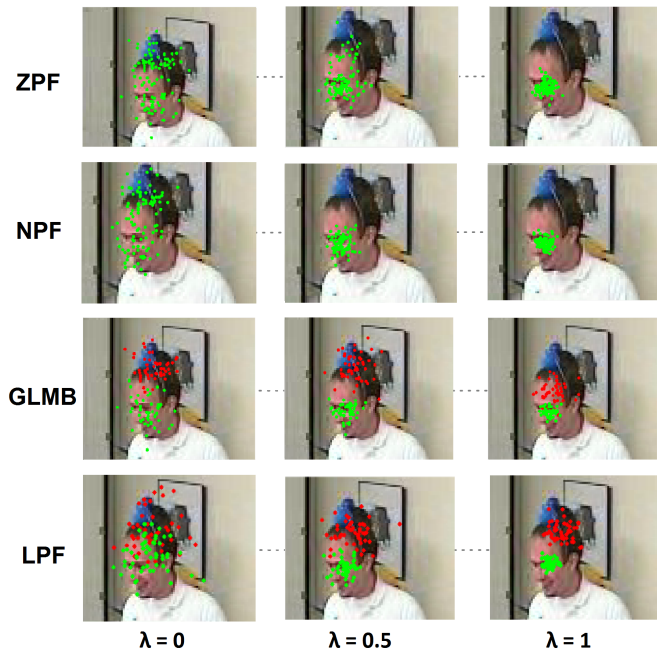 ZPF
NPF
GLMB
LPF
λ = 0 λ = 0.5 λ = 1